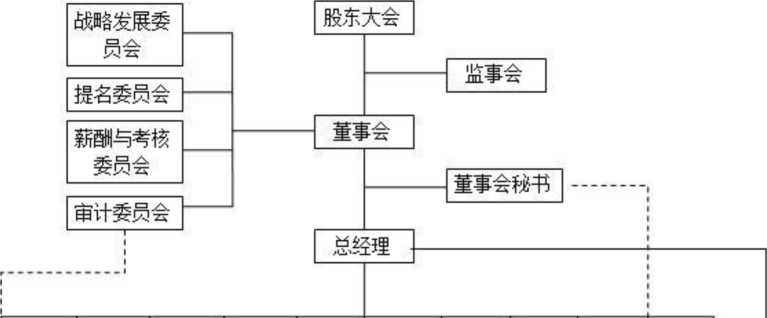 战略发展委
员会
股东大会
监事会
提名委员会
董事会
薪酬与考核
委员会
董事会秘书
审计委员会
总经理